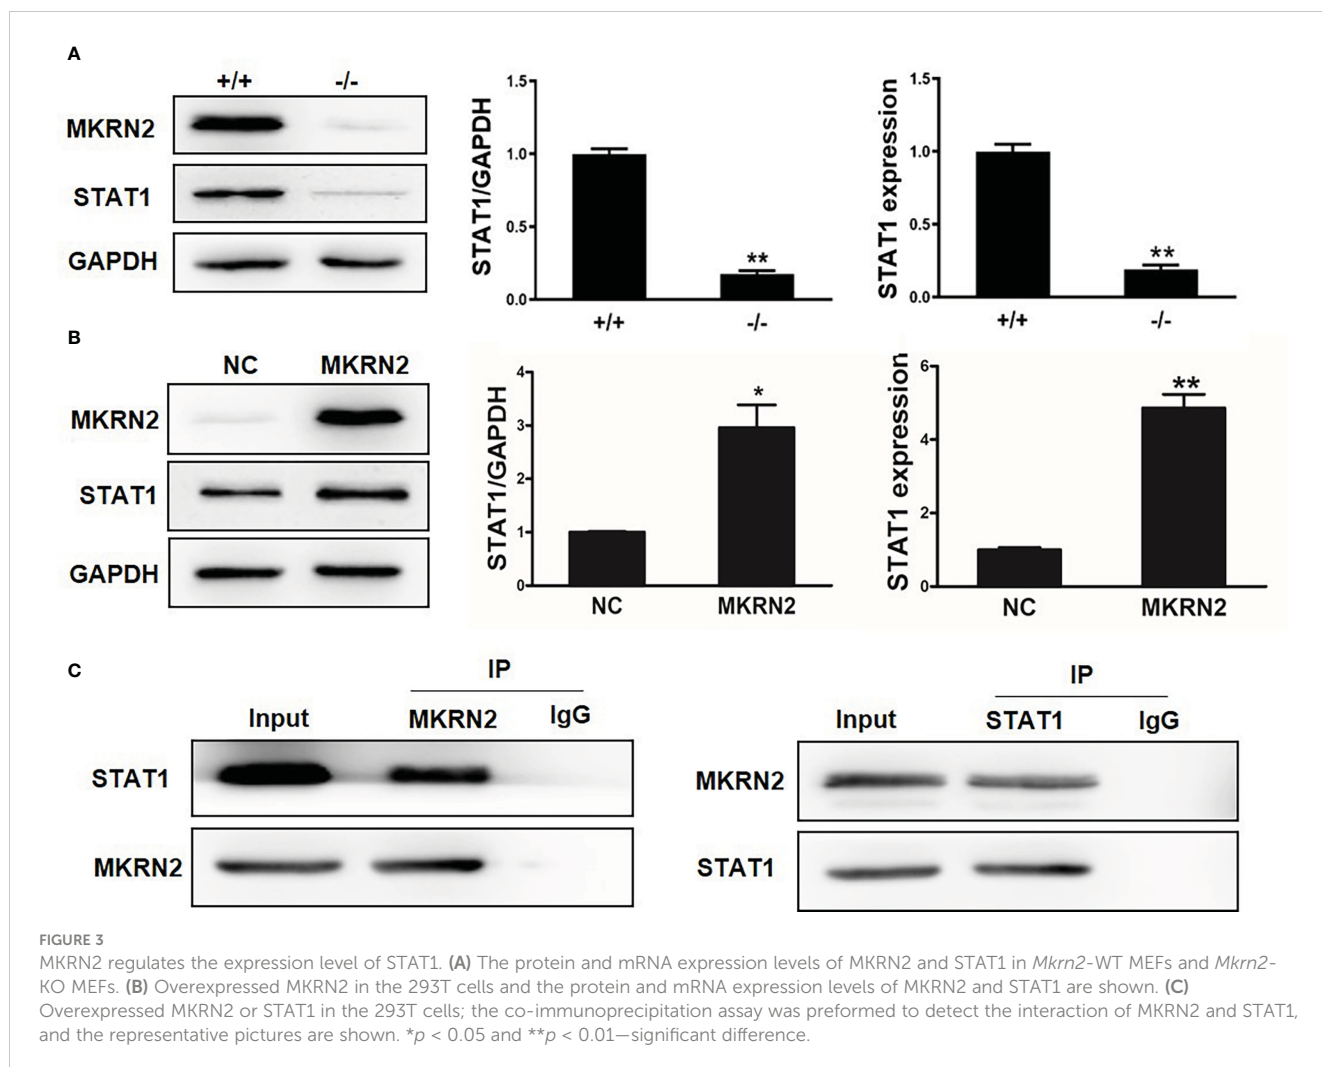 A
+/+ -/-
MKRN2
STAT1
GAPDH
STAT1/GAPDH
1.5
1.0
0.5
0.0
**
+/+ -/-
STAT1 expression
1.5
1.0
0.5
0.0
**
+/+ -/-
B
NC MKRN2
MKRN2
STAT1
GAPDH
STAT1/GAPDH
4
3
2
1
0
*
NC MKRN2
STAT1 expression
6
4
2
0
**
NC MKRN2
C
IP
Input MKRN2 IgG
STAT1
MKRN2
IP
Input STAT1 IgG
MKRN2
STAT1
FIGURE 3
MKRN2 regulates the expression level of STAT1. (A) The protein and mRNA expression levels of MKRN2 and STAT1 in Mkrn2-WT MEFs and Mkrn2-
KO MEFs. (B) Overexpressed MKRN2 in the 293T cells and the protein and mRNA expression levels of MKRN2 and STAT1 are shown. (C)
Overexpressed MKRN2 or STAT1 in the 293T cells; the co-immunoprecipitation assay was preformed to detect the interaction of MKRN2 and STAT1,
and the representative pictures are shown. *p < 0.05 and **p < 0.01—significant difference.